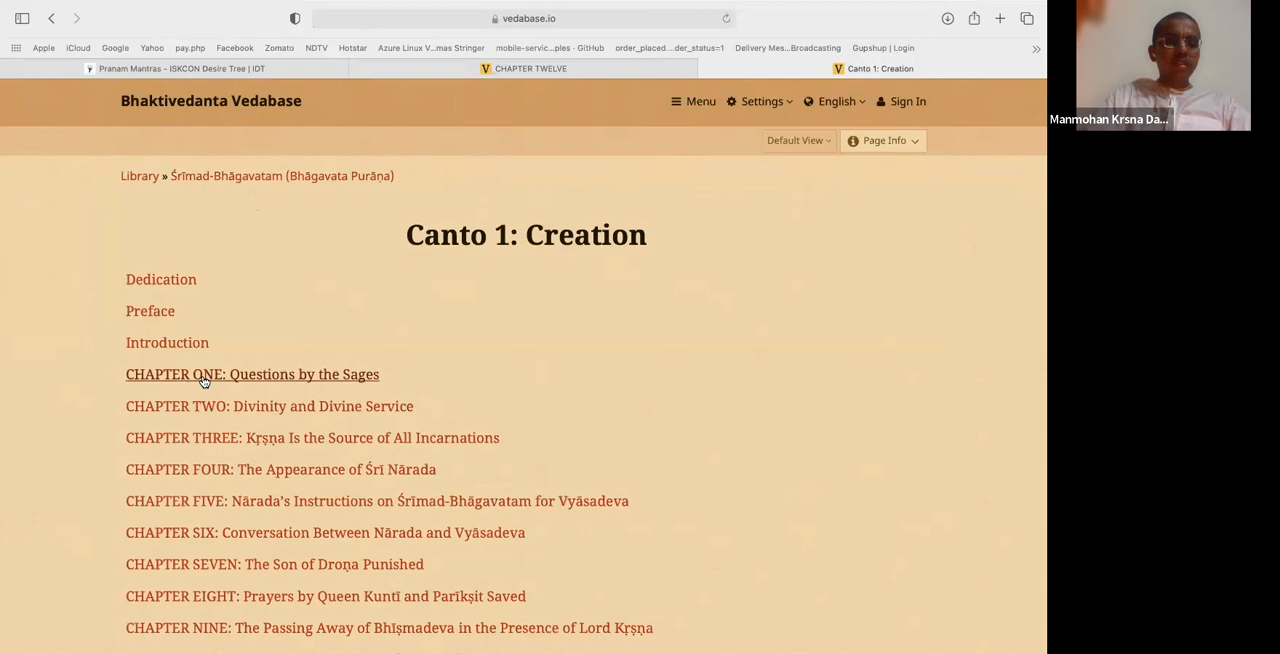 vedabase.io
Apple iCloud Google Yahoo pay.php Facebook Zomato NDTV Hotstar Azure Linux V...mas Stringer mobile-servic...ples · GitHub order_placed....der_status=1 Delivery Mes...Broadcasting Gupshup | Login
Pranam Mantras - ISKCON Desire Tree | IDT
CHAPTER TWELVE
Canto 1: Creation
Bhaktivedanta Vedabase
Menu Settings English Sign In
Default View Page Info
Library » Śrīmad-Bhāgavatam (Bhāgavata Purāṇa)
Canto 1: Creation
Dedication
Preface
Introduction
CHAPTER ONE: Questions by the Sages
CHAPTER TWO: Divinity and Divine Service
CHAPTER THREE: Kṛṣṇa Is the Source of All Incarnations
CHAPTER FOUR: The Appearance of Śrī Nārada
CHAPTER FIVE: Nārada’s Instructions on Śrīmad-Bhāgavatam for Vyāsadeva
CHAPTER SIX: Conversation Between Nārada and Vyāsadeva
CHAPTER SEVEN: The Son of Droṇa Punished
CHAPTER EIGHT: Prayers by Queen Kuntī and Parīkṣit Saved
CHAPTER NINE: The Passing Away of Bhīṣmadeva in the Presence of Lord Kṛṣṇa
Manmohan Krsna Da...